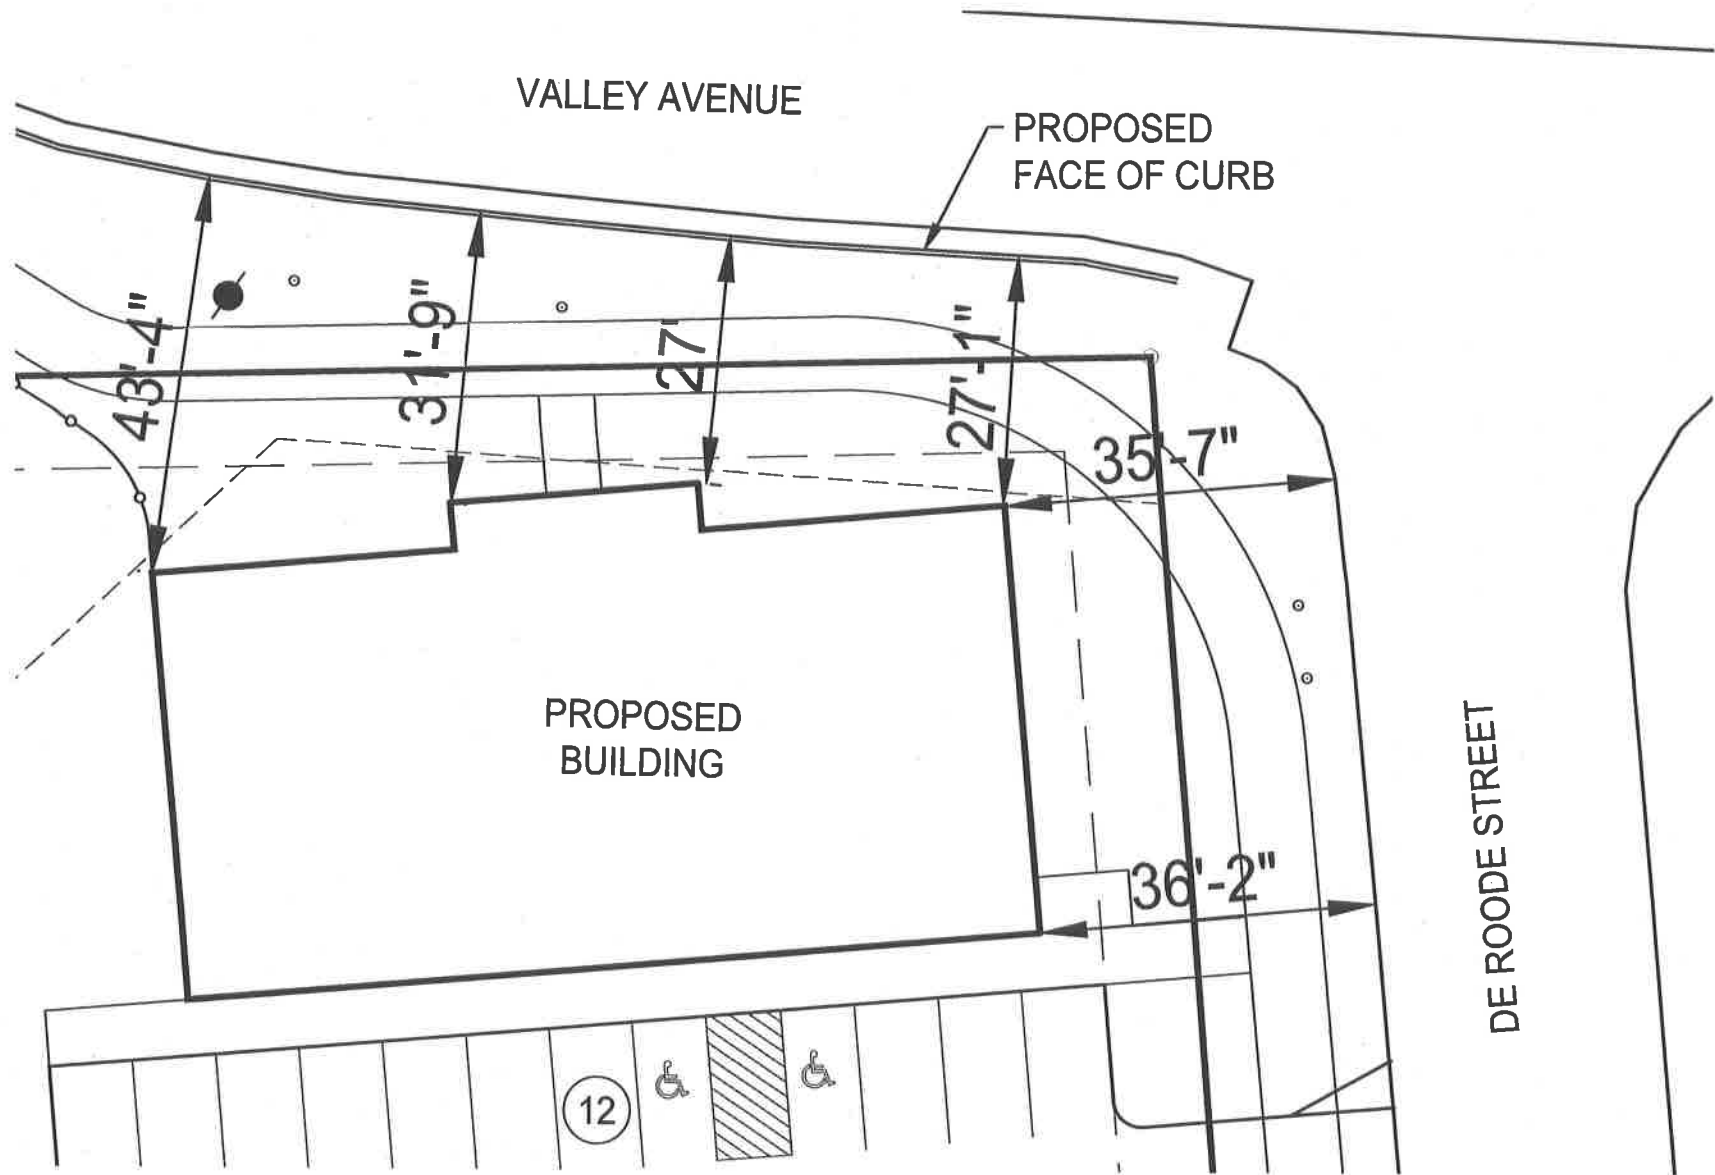 VALLEY AVENUE
PROPOSED
FACE OF CURB
43'-4"
31'-9"
27'
27'-1"
35'-7"
PROPOSED
BUILDING
36'-2"
DE ROODE STREET
12